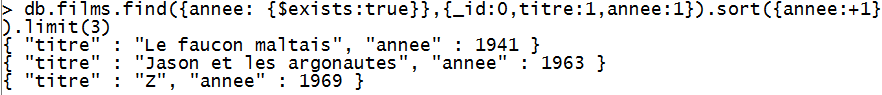 > db.films.find({annee: {$exists:true}},{_id:0,titre:1,annee:1}).sort({annee:+1}
).limit(3)
{ "titre" : "Le faucon maltais", "annee" : 1941 }
{ "titre" : "Jason et les argonautes", "annee" : 1963 }
{ "titre" : "Z", "annee" : 1969 }